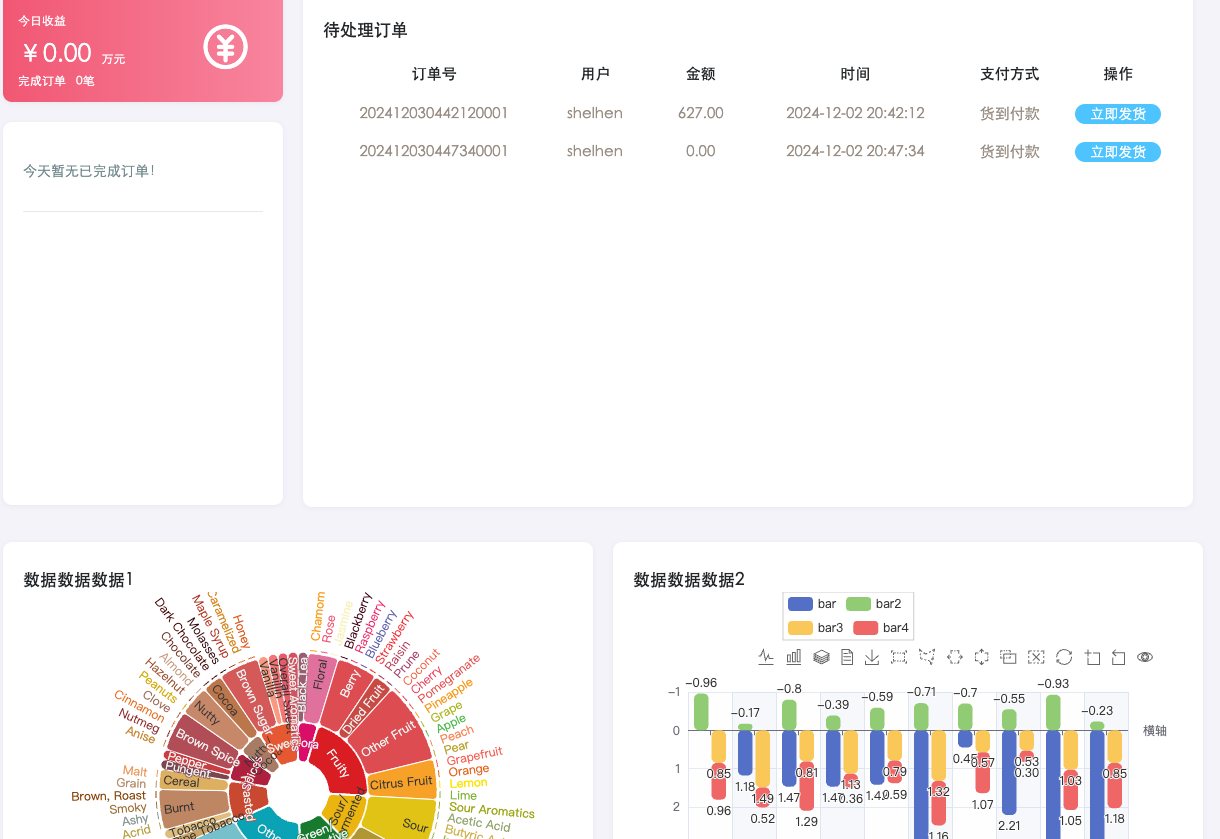 今日收益
￥0.00 万元
完成订单 0笔
今天暂无已完成订单!
待处理订单
订单号 用户 金额 时间 支付方式 操作
202412030442120001 shelhen 627.00 2024-12-02 20:42:12 货到付款 立即发货
202412030447340001 shelhen 0.00 2024-12-02 20:47:34 货到付款 立即发货
数据数据数据1
Fruity
Floral
Berry
Dried Fruit
Other Fruit
Citrus Fruit
Sour
Black Tea
Brown Sugar
Cocoa
Nutty
Brown Spice
Pepper
Pungent
Cereal
Burnt
Tobacco
Chamom
Rose
Blackberry
Raspberry
Blueberry
Strawberry
Raisin
Prune
Coconut
Cherry
Pomegranate
Pineapple
Grape
Apple
Peach
Pear
Grapefruit
Orange
Lemon
Lime
Sour Aromatics
Acetic Acid
Honey
Caramelized
Maple Syrup
Molasses
Dark Chocolate
Chocolate
Almond
Hazelnut
Peanuts
Clove
Cinnamon
Nutmeg
Anise
Malt
Grain
Brown, Roast
Smoky
Ashy
Acrid
数据数据数据2
bar bar2
bar3 bar4
−1
0
1
2
横轴
−0.96
−0.17
−0.8
−0.39
−0.59
−0.71
−0.7
−0.55
−0.93
−0.23
0.85
0.96
1.18
1.49
0.52
1.47
0.81
1.29
1.13
0.36
0.79
0.59
1.32
1.16
0.57
1.07
0.53
0.30
2.21
1.03
1.05
0.85
1.18